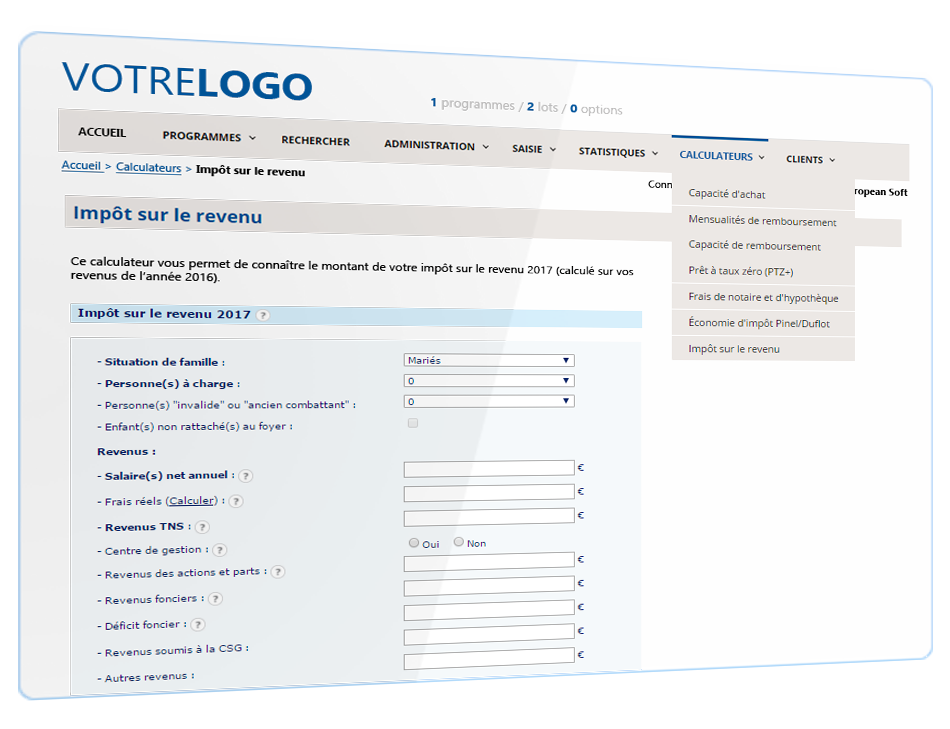 VOTRELOGO
1 programmes / 2 lots / 0 options
ACCUEIL PROGRAMMES RECHERCHER ADMINISTRATION SAISIE STATISTIQUES CALCULATEURS CLIENTS
Accueil > Calculateurs > Impôt sur le revenu
Conn
ropean Soft
Capacité d'achat
Mensualités de remboursement
Capacité de remboursement
Prêt à taux zéro (PTZ+)
Frais de notaire et d'hypothèque
Économie d'impôt Pinel/Duflot
Impôt sur le revenu
Impôt sur le revenu
Ce calculateur vous permet de connaître le montant de votre impôt sur le revenu 2017 (calculé sur vos
revenus de l'année 2016).
Impôt sur le revenu 2017 ?
- Situation de famille : Mariés
- Personne(s) à charge : 0
- Personne(s) "invalide" ou "ancien combattant" : 0
- Enfant(s) non rattaché(s) au foyer :
Revenus :
- Salaire(s) net annuel : ? €
- Frais réels (Calculer) : ? €
- Revenus TNS : ? €
- Centre de gestion : ? Oui Non
- Revenus des actions et parts : ? €
- Revenus fonciers : ? €
- Déficit foncier : ? €
- Revenus soumis à la CSG : €
- Autres revenus : €